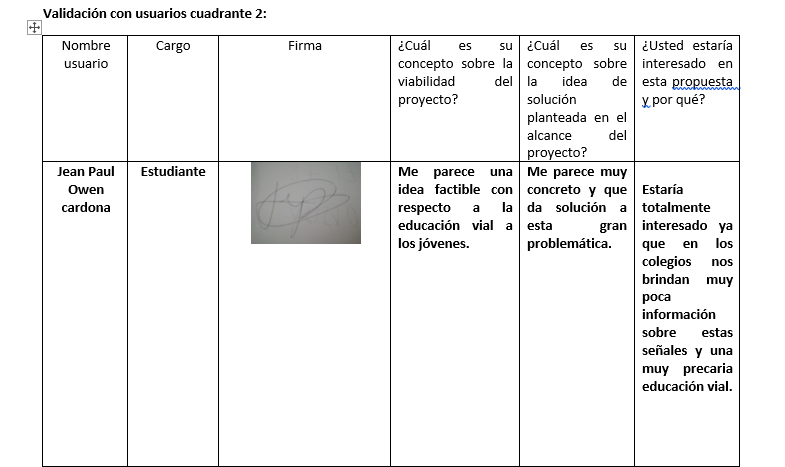 Validación con usuarios cuadrante 2:
Nombre
usuario
Cargo
Firma
¿Cuál es su
concepto sobre la
viabilidad del
proyecto?
¿Cuál es su
concepto sobre
la idea de
solución
planteada en el
alcance del
proyecto?
¿Usted estaría
interesado en
esta propuesta
y por qué?
Jean Paul
Owen
cardona
Estudiante
Me parece una
idea factible con
respecto a la
educación vial a
los jóvenes.
Me parece muy
concreto y que
da solución a
esta gran
problemática.
Estaría
totalmente
interesado ya
que en los
colegios nos
brindan muy
poca
información
sobre estas
señales y una
muy precaria
educación vial.